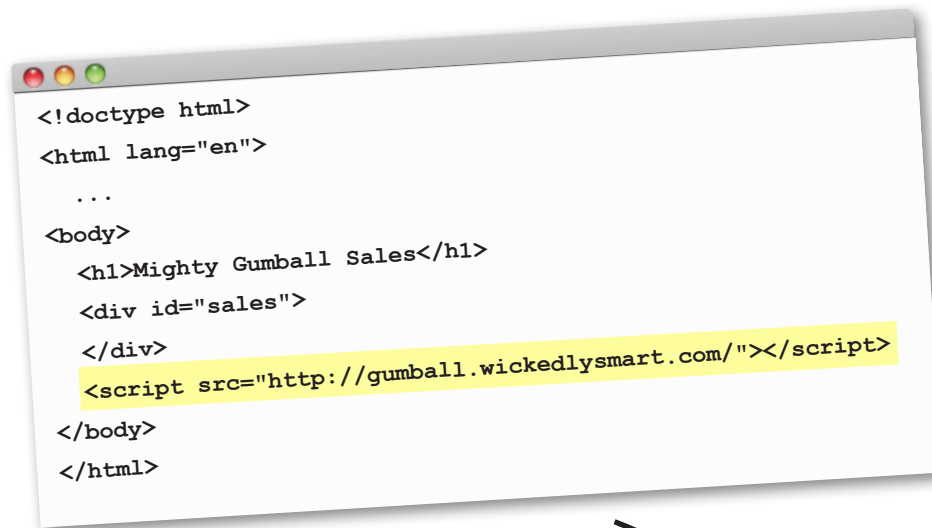 <!doctype html>
<html lang="en">
...
<body>
<h1>Mighty Gumball Sales</h1>
<div id="sales">
</div>
<script src="http://gumball.wickedlysmart.com/"></script>
</body>
</html>